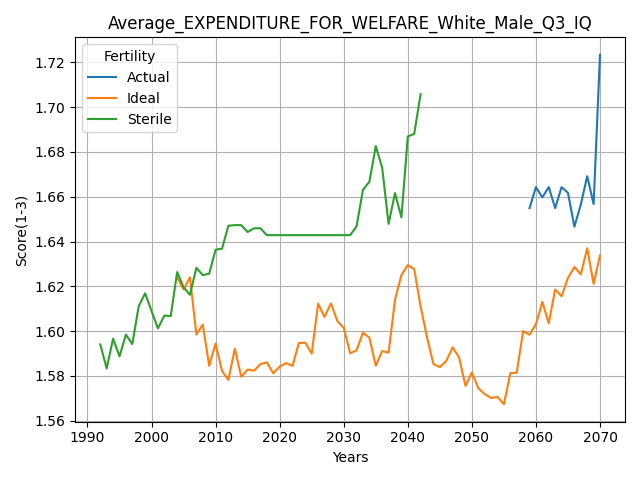 Average_EXPENDITURE_FOR_WELFARE_White_Male_Q3_IQ
Fertility
Actual
Ideal
Sterile
Score(1-3)
1.72
1.70
1.68
1.66
1.64
1.62
1.60
1.58
1.56
1990 2000 2010 2020 2030 2040 2050 2060 2070
Years